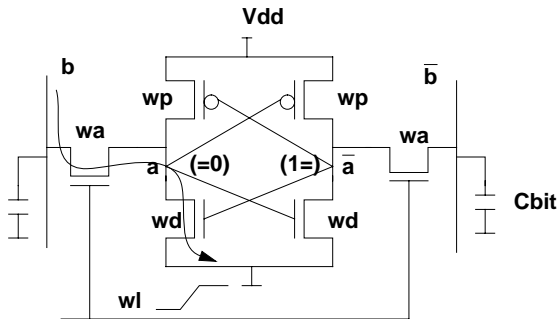 Vdd
b b̅
wp wp
wa wa
a (=0) (1=) a̅
Cbit
wd wd
wl